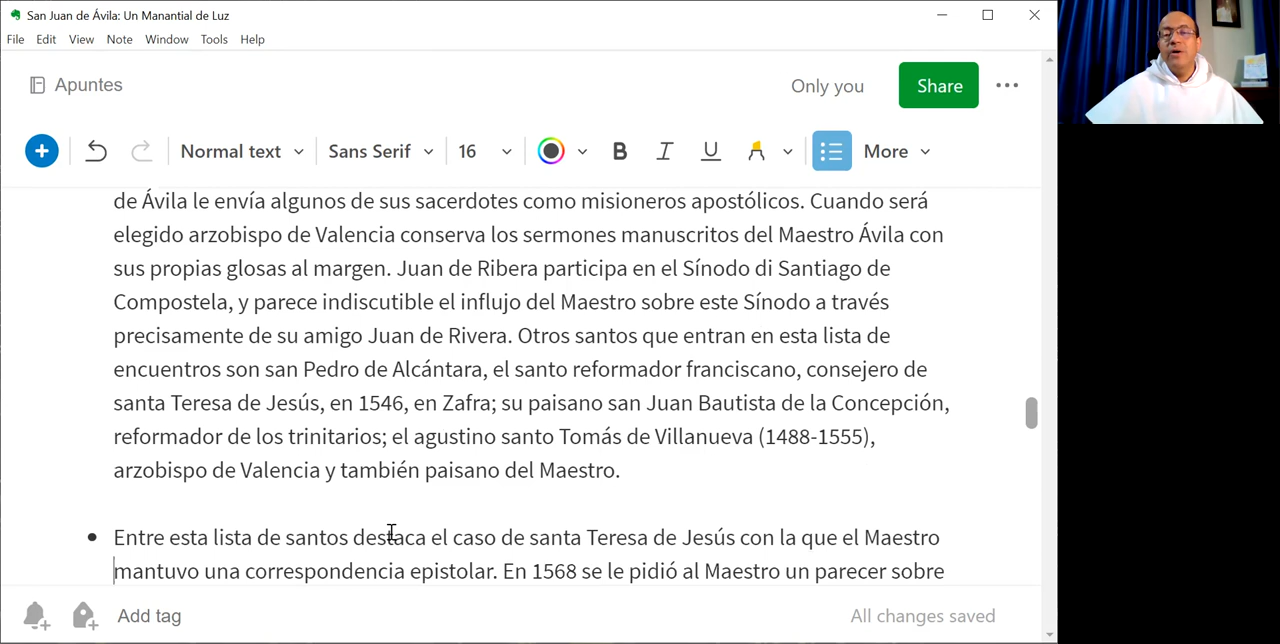 San Juan de Ávila: Un Manantial de Luz
File Edit View Note Window Tools Help
Apuntes
Only you
Share
Normal text
Sans Serif
16
B I U
More
de Ávila le envía algunos de sus sacerdotes como misioneros apostólicos. Cuando será
elegido arzobispo de Valencia conserva los sermones manuscritos del Maestro Ávila con
sus propias glosas al margen. Juan de Ribera participa en el Sínodo di Santiago de
Compostela, y parece indiscutible el influjo del Maestro sobre este Sínodo a través
precisamente de su amigo Juan de Rivera. Otros santos que entran en esta lista de
encuentros son san Pedro de Alcántara, el santo reformador franciscano, consejero de
santa Teresa de Jesús, en 1546, en Zafra; su paisano san Juan Bautista de la Concepción,
reformador de los trinitarios; el agustino santo Tomás de Villanueva (1488-1555),
arzobispo de Valencia y también paisano del Maestro.
Entre esta lista de santos destaca el caso de santa Teresa de Jesús con la que el Maestro
mantuvo una correspondencia epistolar. En 1568 se le pidió al Maestro un parecer sobre
Add tag
All changes saved